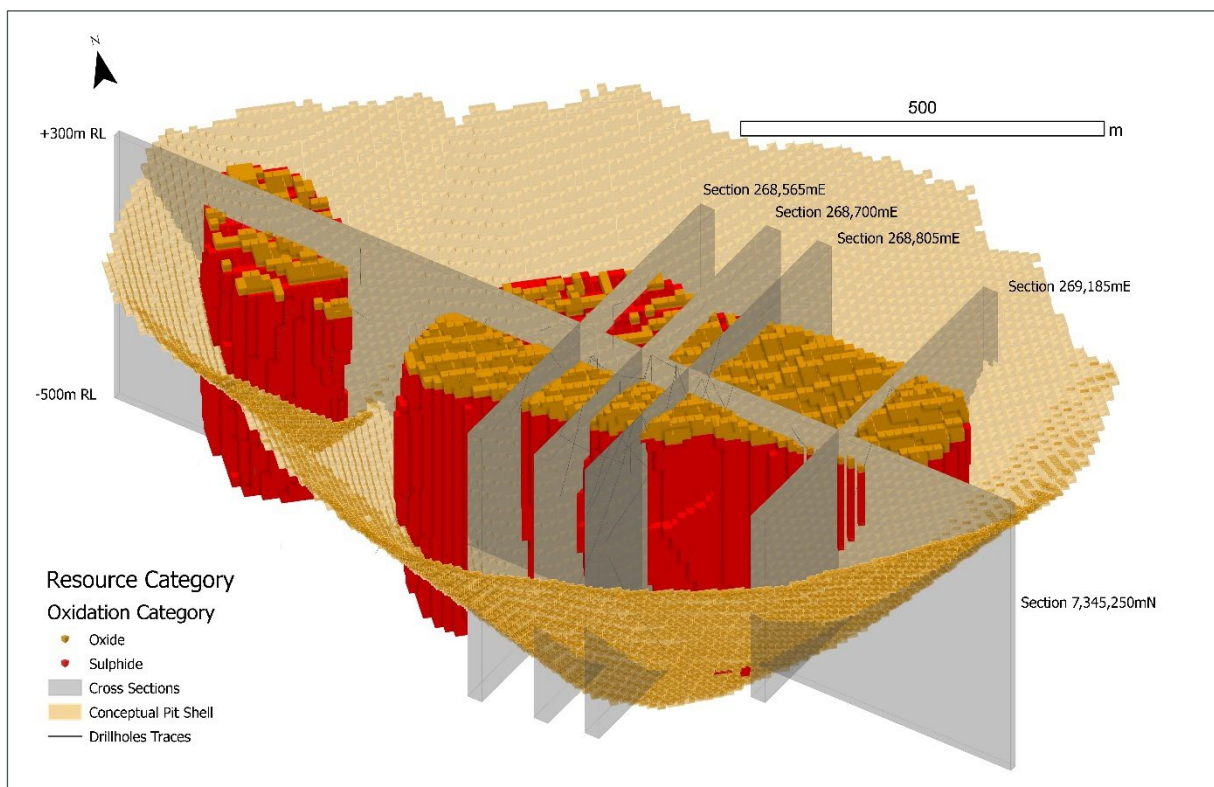 N
500
m
+300m RL
Section 268,565mE
Section 268,700mE
Section 268,805mE
Section 269,185mE
-500m RL
Section 7,345,250mN
Resource Category
Oxidation Category
Oxide
Sulphide
Cross Sections
Conceptual Pit Shell
Drillholes Traces